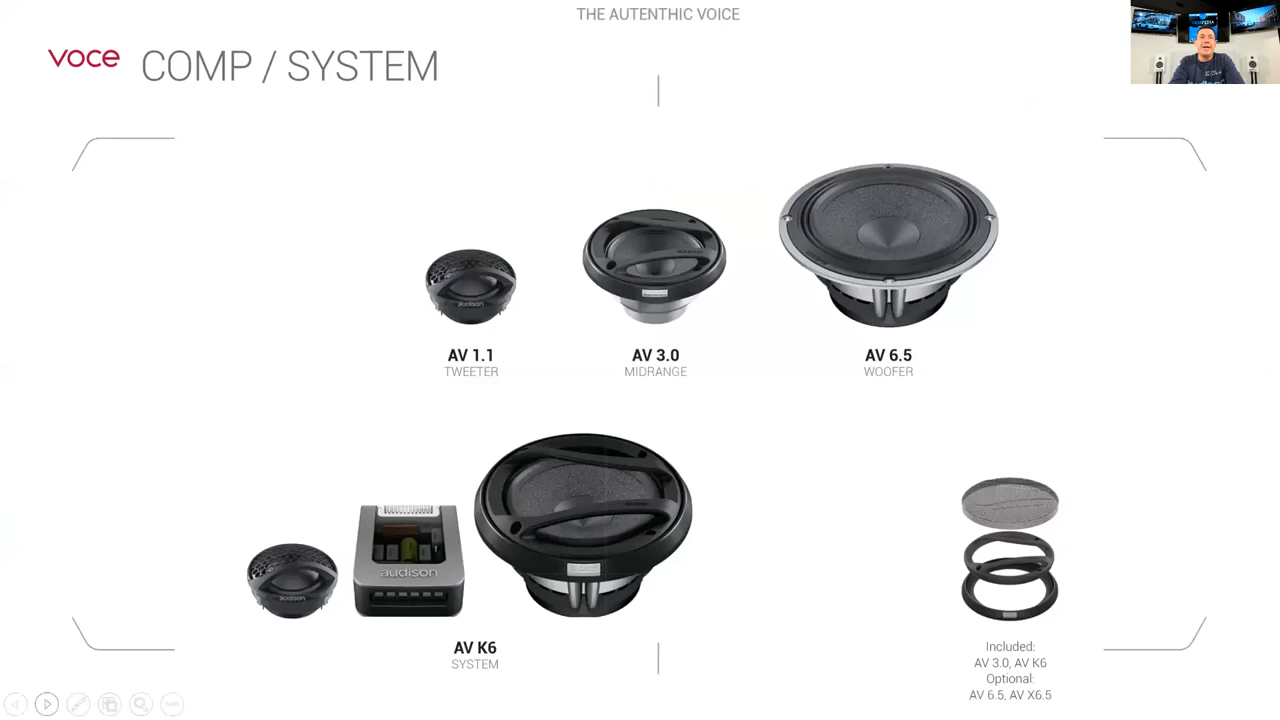 THE AUTENTHIC VOICE
voce COMP / SYSTEM
AV 1.1
TWEETER
AV 3.0
MIDRANGE
AV 6.5
WOOFER
audison
audison
audison
AV K6
SYSTEM
Included:
AV 3.0, AV K6
Optional:
AV 6.5, AV X6.5